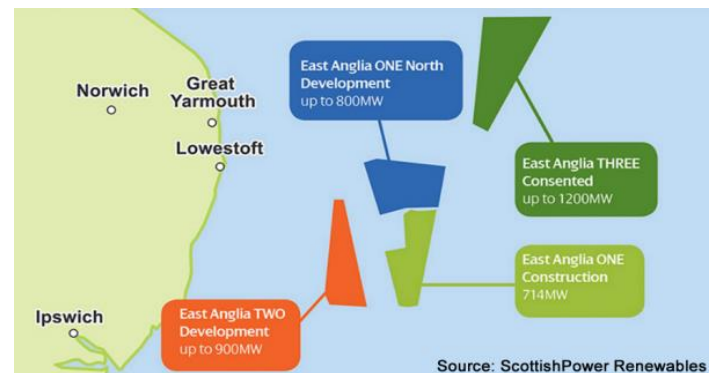 East Anglia ONE North
Development
up to 800MW
Norwich
Great
Yarmouth
Lowestoft
East Anglia THREE
Consented
up to 1200MW
East Anglia ONE
Construction
714MW
East Anglia TWO
Development
up to 900MW
Ipswich
Source: ScottishPower Renewables